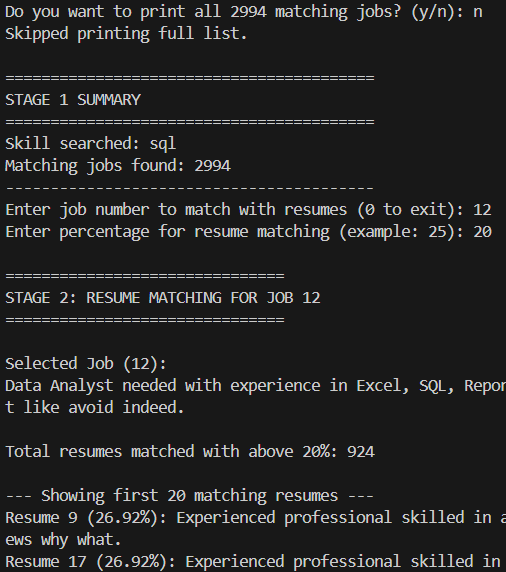 Do you want to print all 2994 matching jobs? (y/n): n
Skipped printing full list.
=========================================
STAGE 1 SUMMARY
=========================================
Skill searched: sql
Matching jobs found: 2994
-----------------------------------------
Enter job number to match with resumes (0 to exit): 12
Enter percentage for resume matching (example: 25): 20
===============================
STAGE 2: RESUME MATCHING FOR JOB 12
===============================
Selected Job (12):
Data Analyst needed with experience in Excel, SQL, Repor
t like avoid indeed.
Total resumes matched with above 20%: 924
--- Showing first 20 matching resumes ---
Resume 9 (26.92%): Experienced professional skilled in a
ews why what.
Resume 17 (26.92%): Experienced professional skilled in